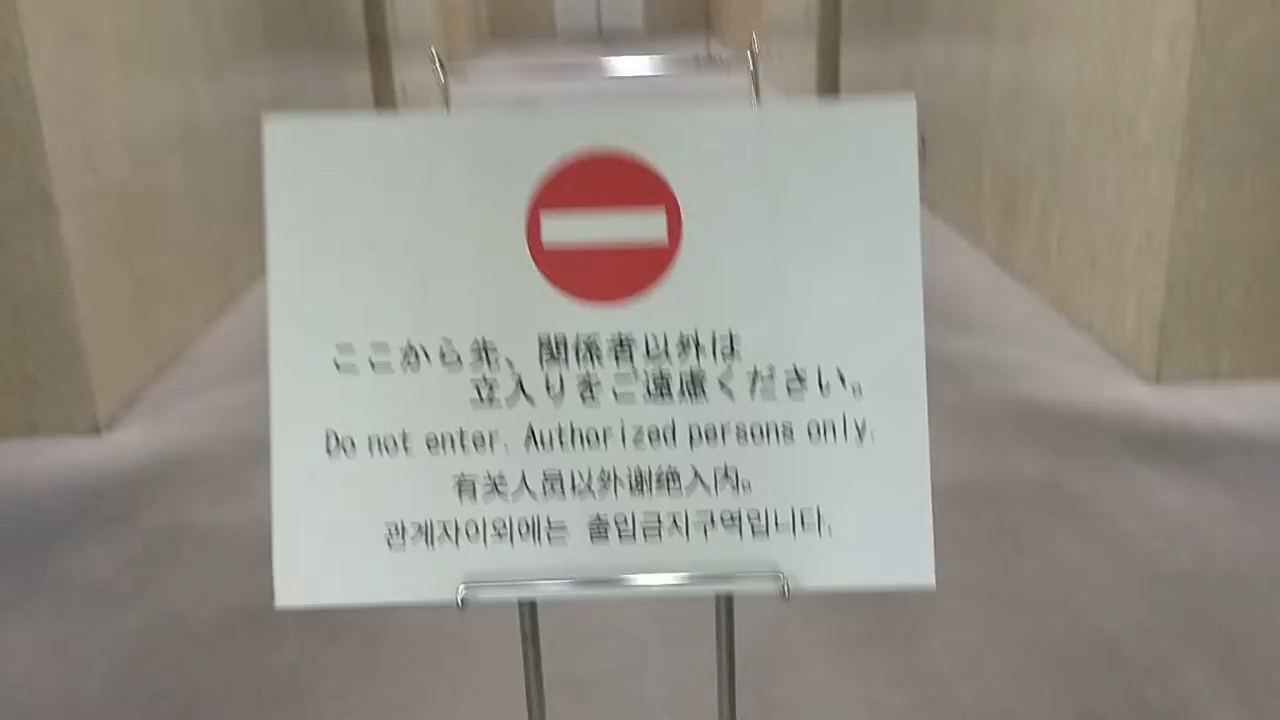 ここから先、関係者以外は
立入りをご遠慮ください。
Do not enter. Authorized persons only.
有关人员以外谢绝入内。
관계자이외에는 출입금지구역입니다.